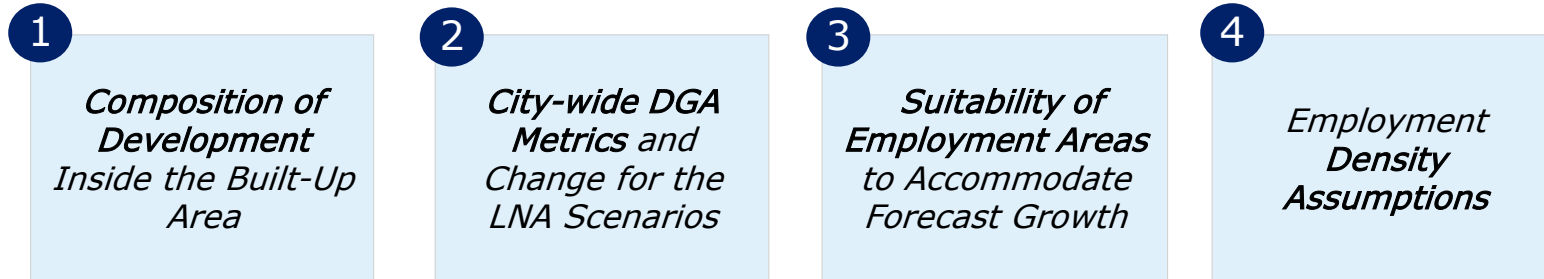 1
Composition of
Development
Inside the Built-Up
Area
2
City-wide DGA
Metrics and
Change for the
LNA Scenarios
3
Suitability of
Employment Areas
to Accommodate
Forecast Growth
4
Employment
Density
Assumptions